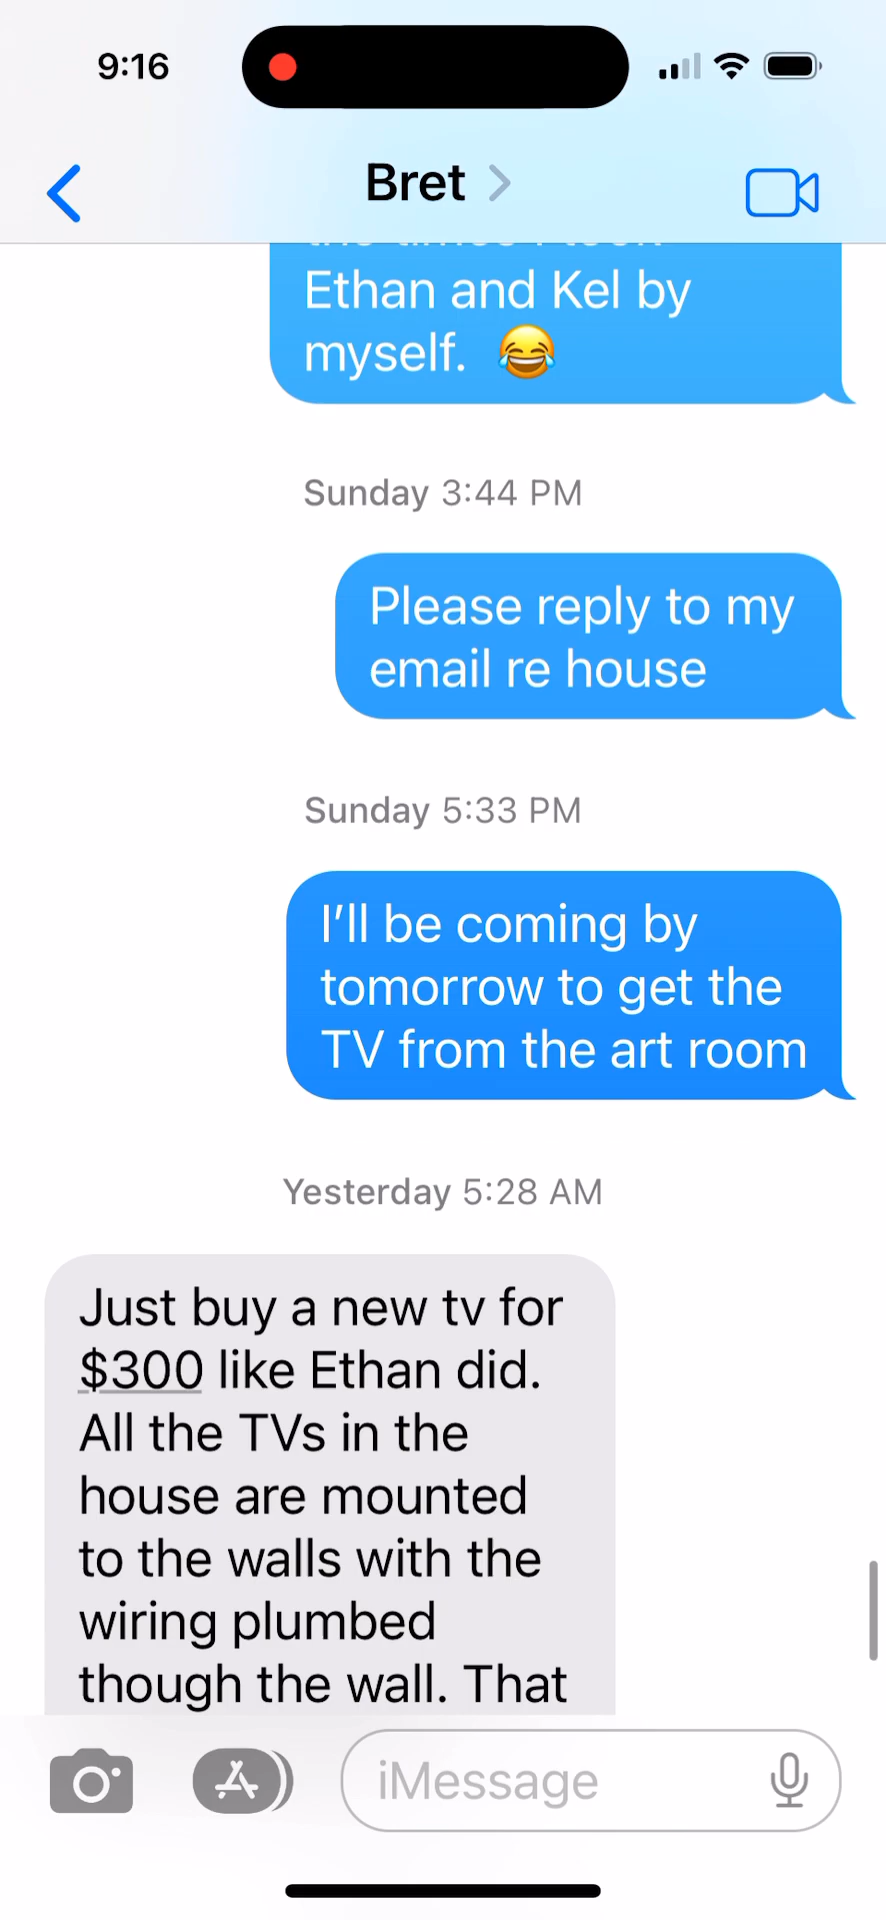 9:16
Bret
Ethan and Kel by
myself. 😂
Sunday 3:44 PM
Please reply to my
email re house
Sunday 5:33 PM
I'll be coming by
tomorrow to get the
TV from the art room
Yesterday 5:28 AM
Just buy a new tv for
$300 like Ethan did.
All the TVs in the
house are mounted
to the walls with the
wiring plumbed
though the wall. That
iMessage